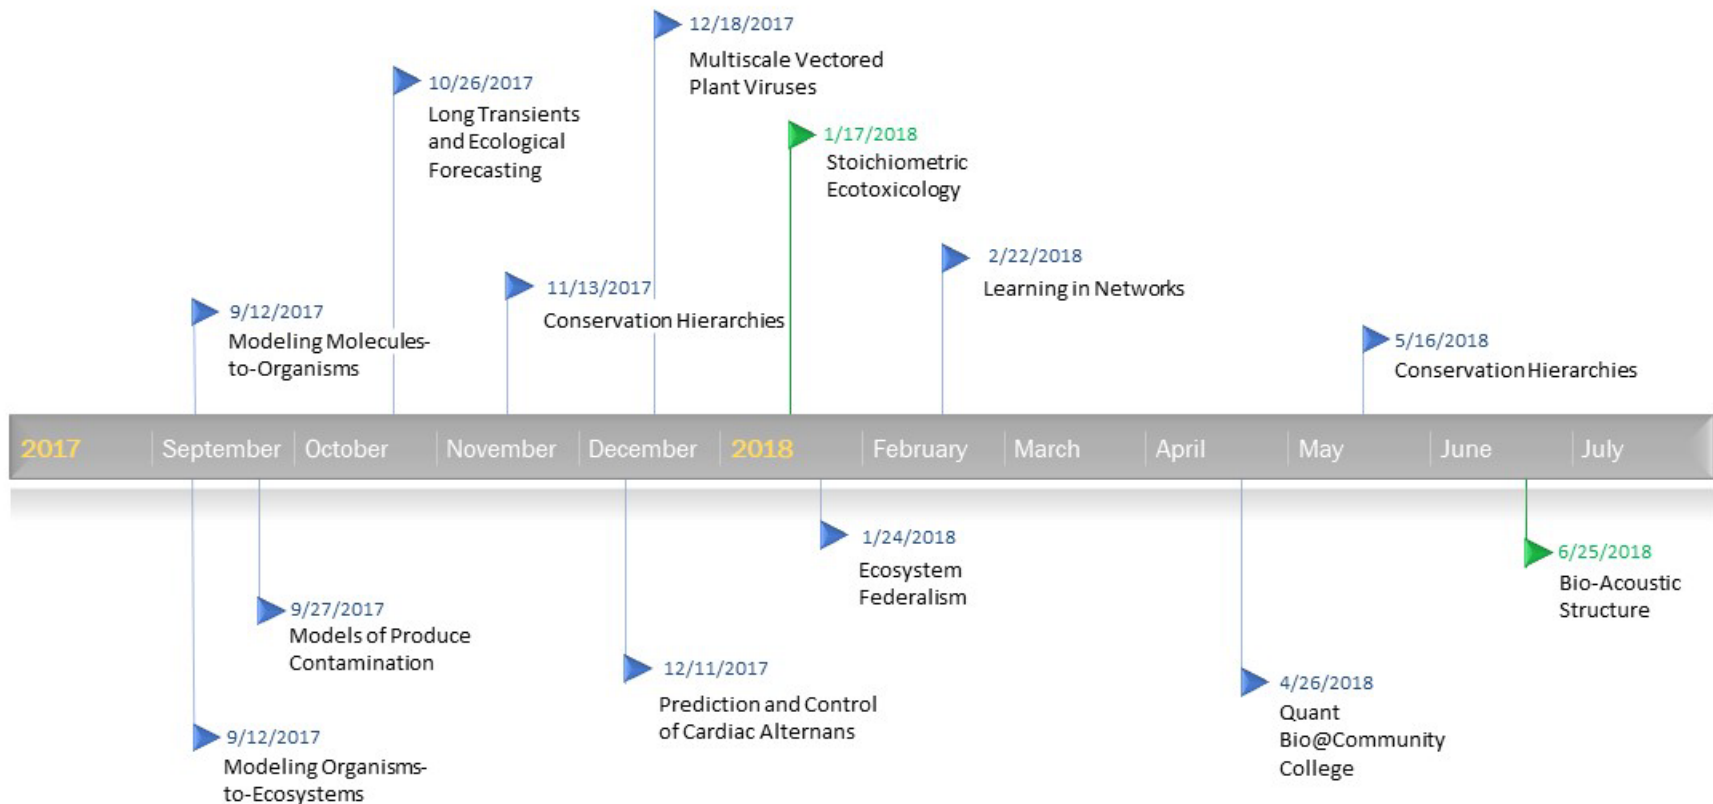 12/18/2017
Multiscale Vectored
Plant Viruses
10/26/2017
Long Transients
and Ecological
Forecasting
1/17/2018
Stoichiometric
Ecotoxicology
2/22/2018
Learning in Networks
11/13/2017
Conservation Hierarchies
9/12/2017
Modeling Molecules-
to-Organisms
5/16/2018
Conservation Hierarchies
2017 September October November December 2018 February March April May June July
1/24/2018
Ecosystem
Federalism
6/25/2018
Bio-Acoustic
Structure
9/27/2017
Models of Produce
Contamination
12/11/2017
Prediction and Control
of Cardiac Alternans
4/26/2018
Quant
Bio@Community
College
9/12/2017
Modeling Organisms-
to-Ecosystems